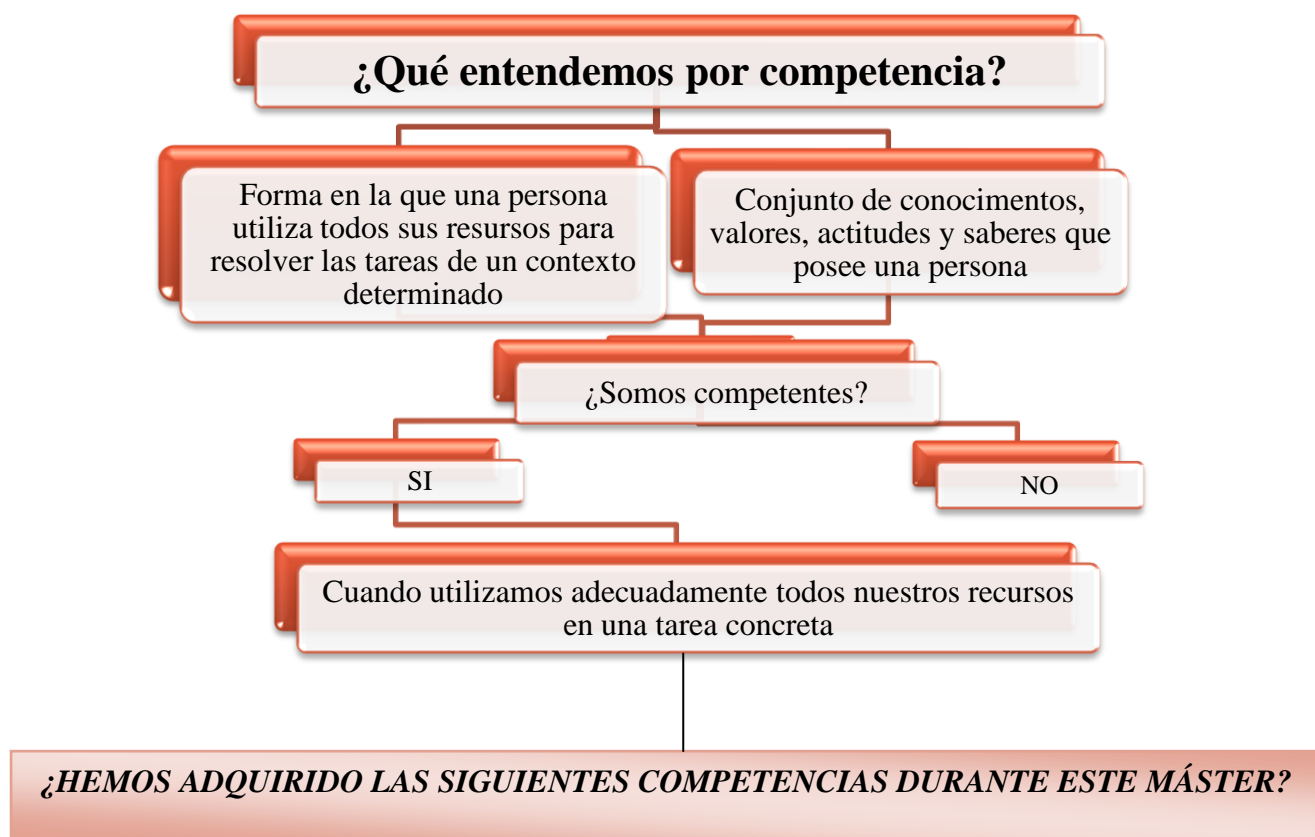 ¿Qué entendemos por competencia?
Forma en la que una persona
utiliza todos sus resursos para
resolver las tareas de un contexto
determinado
Conjunto de conocimentos,
valores, actitudes y saberes que
posee una persona
¿Somos competentes?
SI
NO
Cuando utilizamos adecuadamente todos nuestros recursos
en una tarea concreta
¿HEMOS ADQUIRIDO LAS SIGUIENTES COMPETENCIAS DURANTE ESTE MÁSTER?